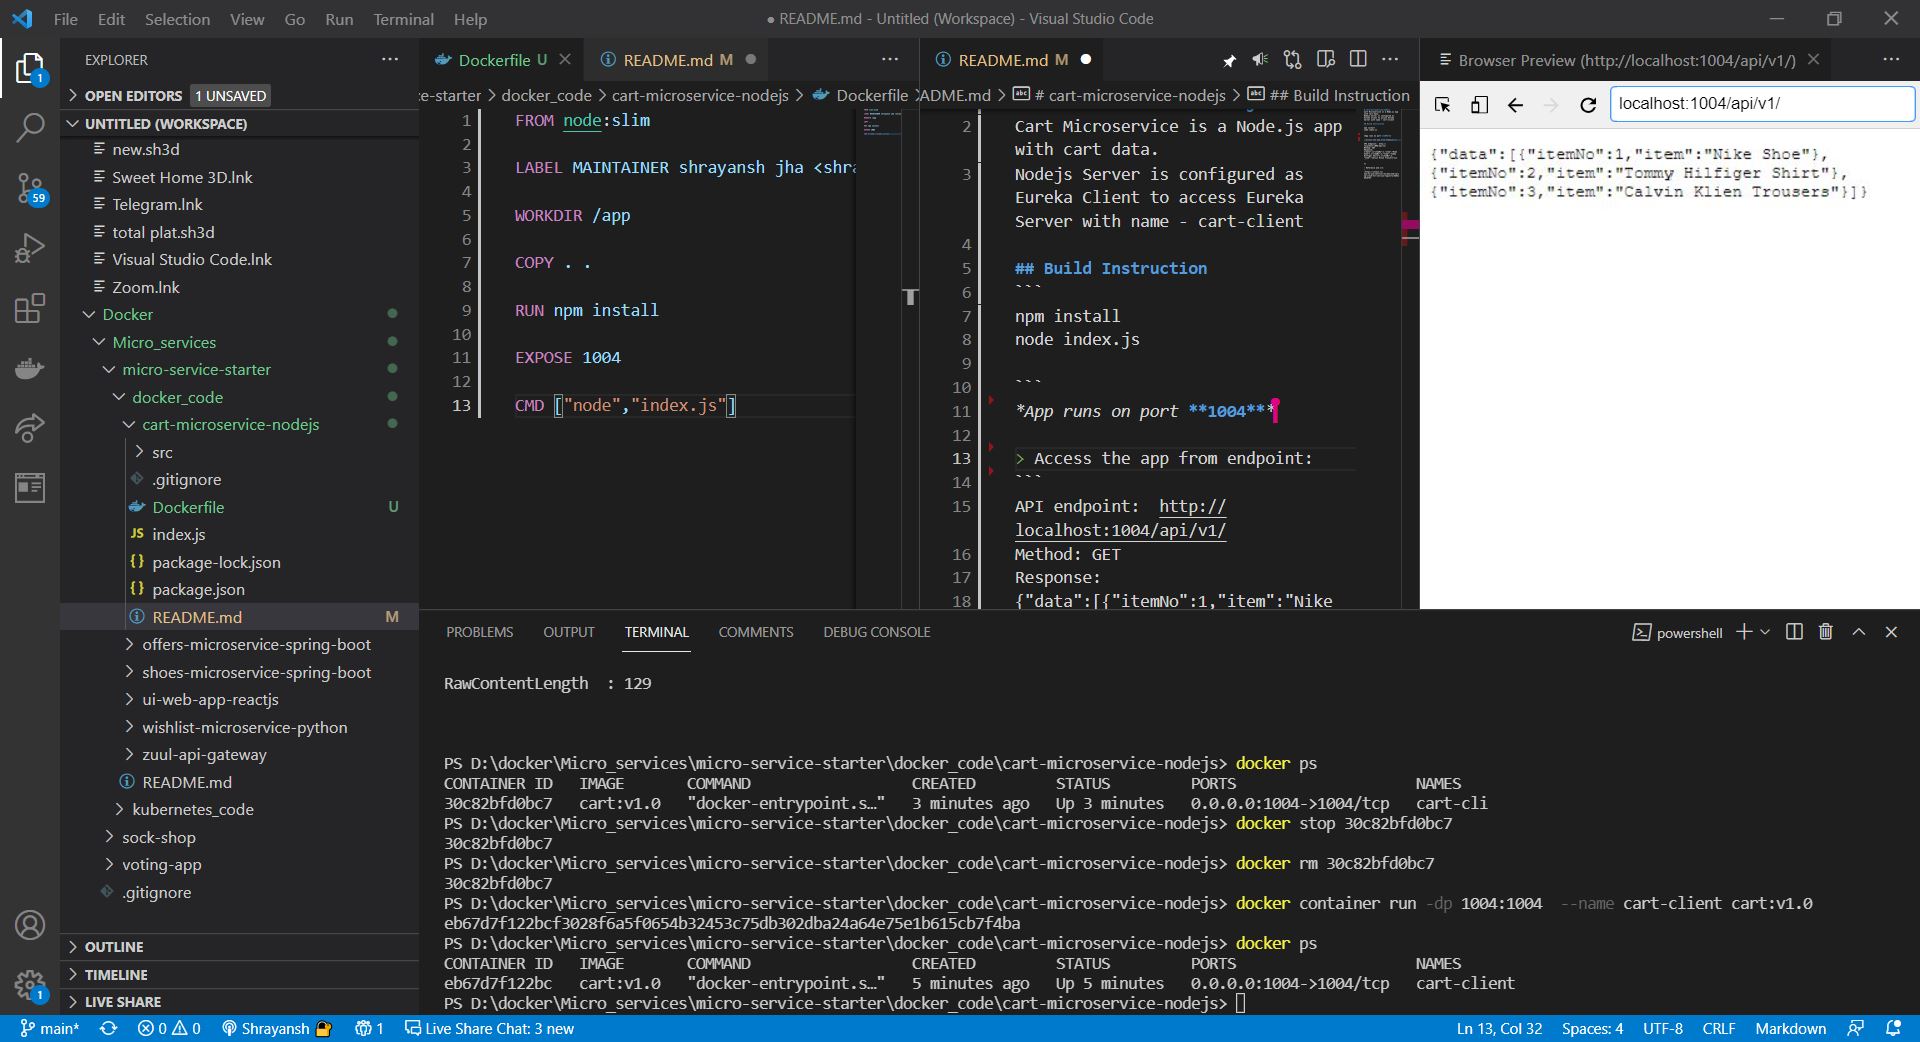 File Edit Selection View Go Run Terminal Help
● README.md - Untitled (Workspace) - Visual Studio Code
EXPLORER
OPEN EDITORS 1 UNSAVED
UNTITLED (WORKSPACE)
new.sh3d
Sweet Home 3D.lnk
Telegram.lnk
total plat.sh3d
Visual Studio Code.lnk
Zoom.lnk
Docker
Micro_services
micro-service-starter
docker_code
cart-microservice-nodejs
src
.gitignore
Dockerfile U
JS index.js
{} package-lock.json
{} package.json
README.md M
offers-microservice-spring-boot
shoes-microservice-spring-boot
ui-web-app-reactjs
wishlist-microservice-python
zuul-api-gateway
README.md
kubernetes_code
sock-shop
voting-app
.gitignore
OUTLINE
TIMELINE
LIVE SHARE
1
59
1
Dockerfile U
README.md M
ce-starter > docker_code > cart-microservice-nodejs > Dockerfile >
1 FROM node:slim
2
3 LABEL MAINTAINER shrayansh jha <shra
4
5 WORKDIR /app
6
7 COPY . .
8
9 RUN npm install
10
11 EXPOSE 1004
12
13 CMD ["node","index.js"]
README.md M
ADME.md > # cart-microservice-nodejs > ## Build Instruction
2 Cart Microservice is a Node.js app
with cart data.
3 Nodejs Server is configured as
Eureka Client to access Eureka
Server with name - cart-client
4
5 ## Build Instruction
6 ```
7 npm install
8 node index.js
9
10 ```
11 *App runs on port **1004***
12
13 > Access the app from endpoint:
14 ```
15 API endpoint: http://
localhost:1004/api/v1/
16 Method: GET
17 Response:
18 {"data":[{"itemNo":1,"item":"Nike
Browser Preview (http://localhost:1004/api/v1/)
localhost:1004/api/v1/
{"data":[{"itemNo":1,"item":"Nike Shoe"},
{"itemNo":2,"item":"Tommy Hilfiger Shirt"},
{"itemNo":3,"item":"Calvin Klien Trousers"}]}
PROBLEMS OUTPUT TERMINAL COMMENTS DEBUG CONSOLE
powershell
RawContentLength : 129
PS D:\docker\Micro_services\micro-service-starter\docker_code\cart-microservice-nodejs> docker ps
CONTAINER ID IMAGE COMMAND CREATED STATUS PORTS NAMES
30c82bfd0bc7 cart:v1.0 "docker-entrypoint.s…" 3 minutes ago Up 3 minutes 0.0.0.0:1004->1004/tcp cart-cli
PS D:\docker\Micro_services\micro-service-starter\docker_code\cart-microservice-nodejs> docker stop 30c82bfd0bc7
30c82bfd0bc7
PS D:\docker\Micro_services\micro-service-starter\docker_code\cart-microservice-nodejs> docker rm 30c82bfd0bc7
30c82bfd0bc7
PS D:\docker\Micro_services\micro-service-starter\docker_code\cart-microservice-nodejs> docker container run -dp 1004:1004 --name cart-client cart:v1.0
eb67d7f122bcf3028f6a5f0654b32453c75db302dba24a64e75e1b615cb7f4ba
PS D:\docker\Micro_services\micro-service-starter\docker_code\cart-microservice-nodejs> docker ps
CONTAINER ID IMAGE COMMAND CREATED STATUS PORTS NAMES
eb67d7f122bc cart:v1.0 "docker-entrypoint.s…" 5 minutes ago Up 5 minutes 0.0.0.0:1004->1004/tcp cart-client
PS D:\docker\Micro_services\micro-service-starter\docker_code\cart-microservice-nodejs>
main* 0 0 Shrayansh 1 Live Share Chat: 3 new
Ln 13, Col 32 Spaces: 4 UTF-8 CRLF Markdown